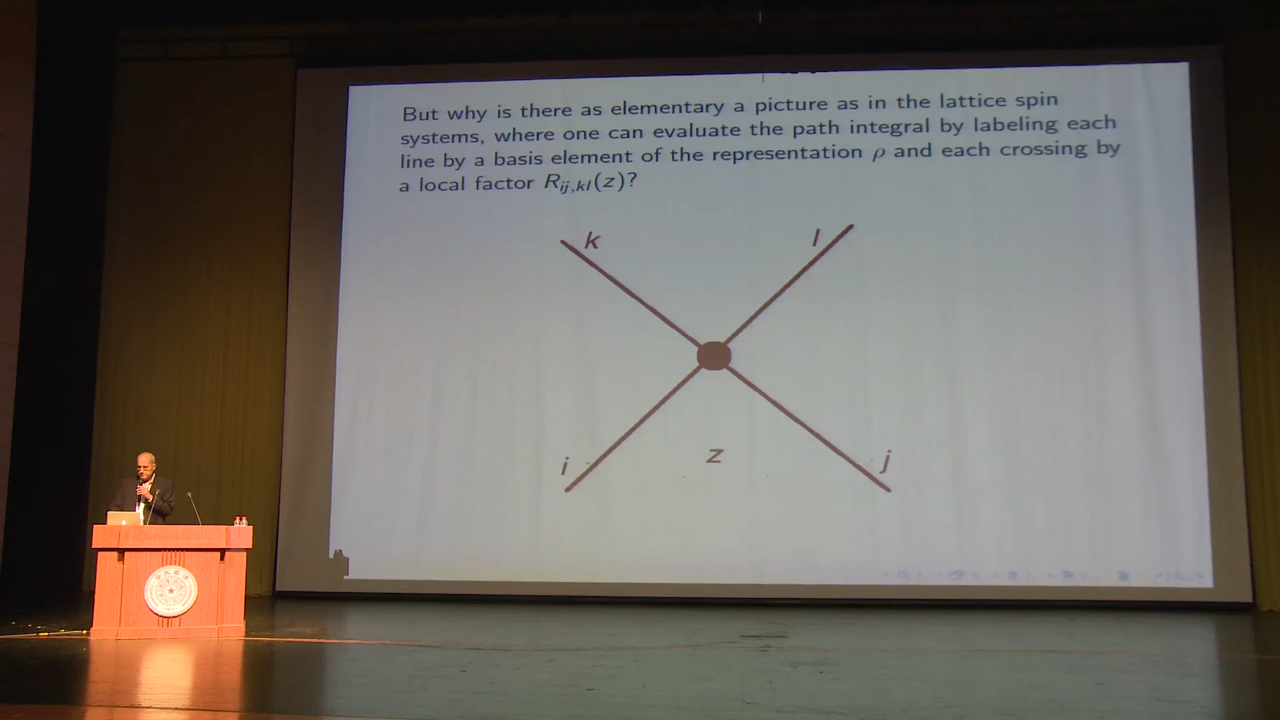 But why is there as elementary a picture as in the lattice spin
systems, where one can evaluate the path integral by labeling each
line by a basis element of the representation ρ and each crossing by
a local factor R_{ij,kl}(z)?
k l
i z j